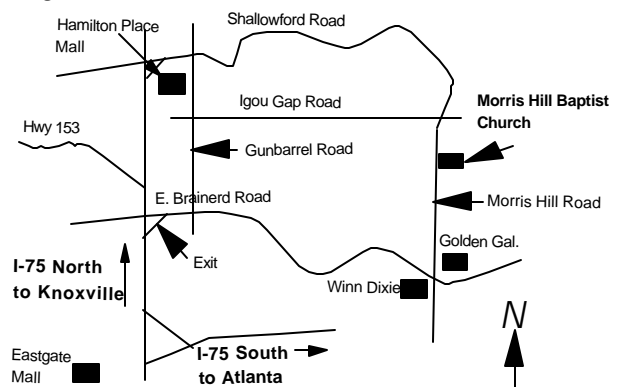 Shallowford Road
Hamilton Place
Mall
Igou Gap Road
Morris Hill Baptist
Church
Hwy 153
Gunbarrel Road
E. Brainerd Road
Morris Hill Road
Golden Gal.
Exit
I-75 North
to Knoxville
Winn Dixie
N
Eastgate
Mall
I-75 South
to Atlanta